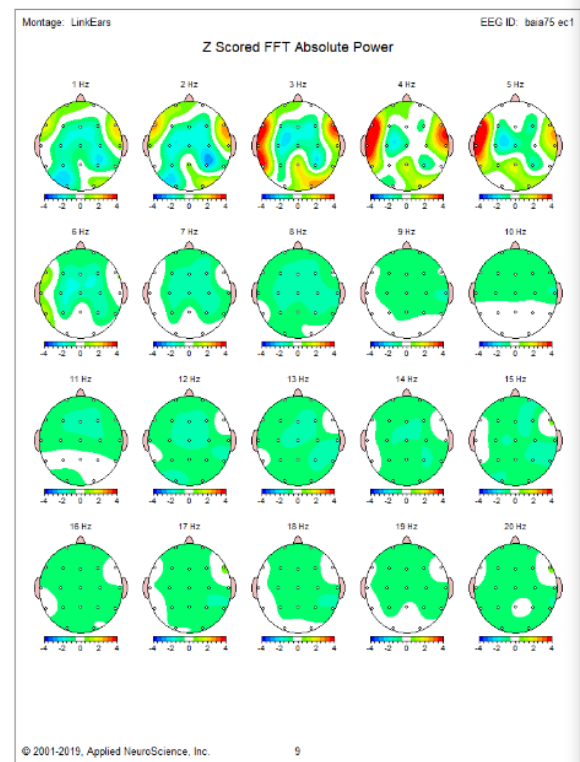 Montage: LinkEars EEG ID: baia75 ec1
Z Scored FFT Absolute Power
1 Hz 2 Hz 3 Hz 4 Hz 5 Hz
-4 -2 0 2 4 -4 -2 0 2 4 -4 -2 0 2 4 -4 -2 0 2 4 -4 -2 0 2 4
6 Hz 7 Hz 8 Hz 9 Hz 10 Hz
-4 -2 0 2 4 -4 -2 0 2 4 -4 -2 0 2 4 -4 -2 0 2 4 -4 -2 0 2 4
11 Hz 12 Hz 13 Hz 14 Hz 15 Hz
-4 -2 0 2 4 -4 -2 0 2 4 -4 -2 0 2 4 -4 -2 0 2 4 -4 -2 0 2 4
16 Hz 17 Hz 18 Hz 19 Hz 20 Hz
-4 -2 0 2 4 -4 -2 0 2 4 -4 -2 0 2 4 -4 -2 0 2 4 -4 -2 0 2 4
© 2001-2019, Applied NeuroScience, Inc. 9